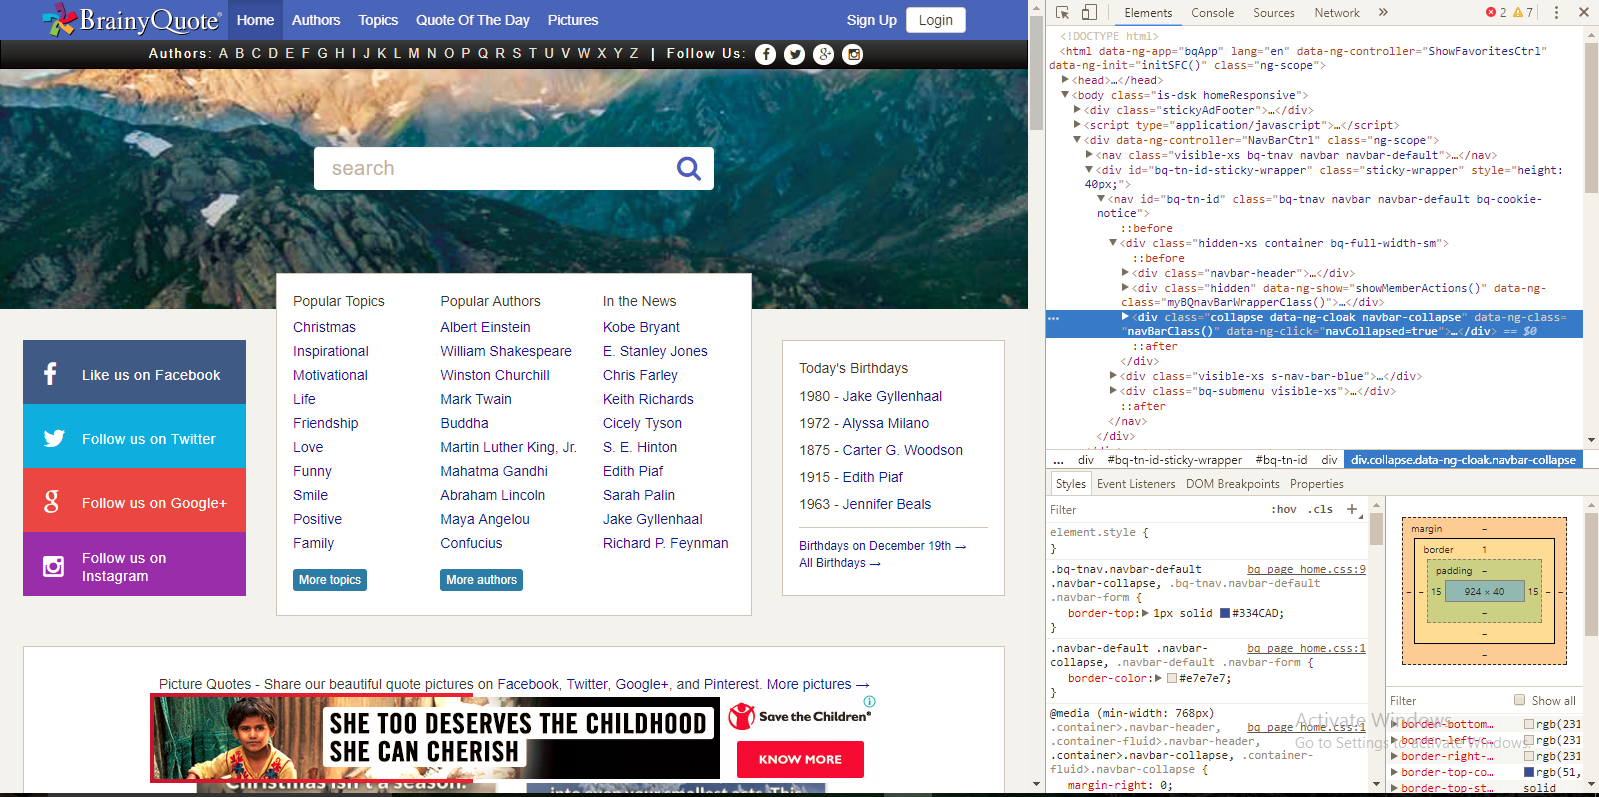 BrainyQuote
Home Authors Topics Quote Of The Day Pictures Sign Up Login
Authors: A B C D E F G H I J K L M N O P Q R S T U V W X Y Z | Follow Us:
search
Like us on Facebook
Follow us on Twitter
Follow us on Google+
Follow us on
Instagram
Popular Topics
Christmas
Inspirational
Motivational
Life
Friendship
Love
Funny
Smile
Positive
Family
More topics
Popular Authors
Albert Einstein
William Shakespeare
Winston Churchill
Mark Twain
Buddha
Martin Luther King, Jr.
Mahatma Gandhi
Abraham Lincoln
Maya Angelou
Confucius
More authors
In the News
Kobe Bryant
E. Stanley Jones
Chris Farley
Keith Richards
Cicely Tyson
S. E. Hinton
Edith Piaf
Sarah Palin
Jake Gyllenhaal
Richard P. Feynman
Today's Birthdays
1980 - Jake Gyllenhaal
1972 - Alyssa Milano
1875 - Carter G. Woodson
1915 - Edith Piaf
1963 - Jennifer Beals
Birthdays on December 19th →
All Birthdays →
Picture Quotes - Share our beautiful quote pictures on Facebook, Twitter, Google+, and Pinterest. More pictures →
SHE TOO DESERVES THE CHILDHOOD
SHE CAN CHERISH
Save the Children®
KNOW MORE
Christmas isn't a season.
into even your smallest acts. This
Elements Console Sources Network » 2 7
<!DOCTYPE html>
<html data-ng-app="bqApp" lang="en" data-ng-controller="ShowFavoritesCtrl"
data-ng-init="initSFC()" class="ng-scope">
<head>…</head>
<body class="is-dsk homeResponsive">
<div class="stickyAdFooter">…</div>
<script type="application/javascript">…</script>
<div data-ng-controller="NavBarCtrl" class="ng-scope">
<nav class="visible-xs bq-tnav navbar navbar-default">…</nav>
<div id="bq-tn-id-sticky-wrapper" class="sticky-wrapper" style="height:
40px;">
<nav id="bq-tn-id" class="bq-tnav navbar navbar-default bq-cookie-
notice">
::before
<div class="hidden-xs container bq-full-width-sm">
::before
<div class="navbar-header">…</div>
<div class="hidden" data-ng-show="showMemberActions()" data-ng-
class="myBQnavBarWrapperClass()">…</div>
… <div class="collapse data-ng-cloak navbar-collapse" data-ng-class=
"navBarClass()" data-ng-click="navCollapsed=true">…</div> == $0
::after
</div>
<div class="visible-xs s-nav-bar-blue">…</div>
<div class="bq-submenu visible-xs">…</div>
::after
</nav>
</div>
... div #bq-tn-id-sticky-wrapper #bq-tn-id div div.collapse.data-ng-cloak.navbar-collapse
Styles Event Listeners DOM Breakpoints Properties
Filter :hov .cls +
element.style {
}
.bq-tnav.navbar-default bq page home.css:9
.navbar-collapse, .bq-tnav.navbar-default
.navbar-form {
border-top: 1px solid #334CAD;
}
.navbar-default .navbar- bq page home.css:1
collapse, .navbar-default .navbar-form {
border-color: #e7e7e7;
}
@media (min-width: 768px)
.container>.navbar-header, bq page home.css:1
.container-fluid>.navbar-header,
.container>.navbar-collapse, .container-
fluid>.navbar-collapse {
margin-right: 0;
margin –
border 1
padding –
– – 15 924 × 40 15 – –
–
–
–
Filter Show all
border-bottom… rgb(231
border-left-c… rgb(231
border-right-… rgb(231
border-top-co… rgb(51,
border-top-st… solid
Activate Windows
Go to Settings to activate Windows.